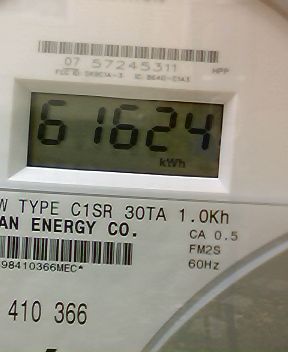 07 57245311
HPP
61624
kWh
W TYPE C1SR 30TA 1.0Kh
AN ENERGY CO.
CA 0.5
FM2S
60Hz
98410366MEC*
410 366